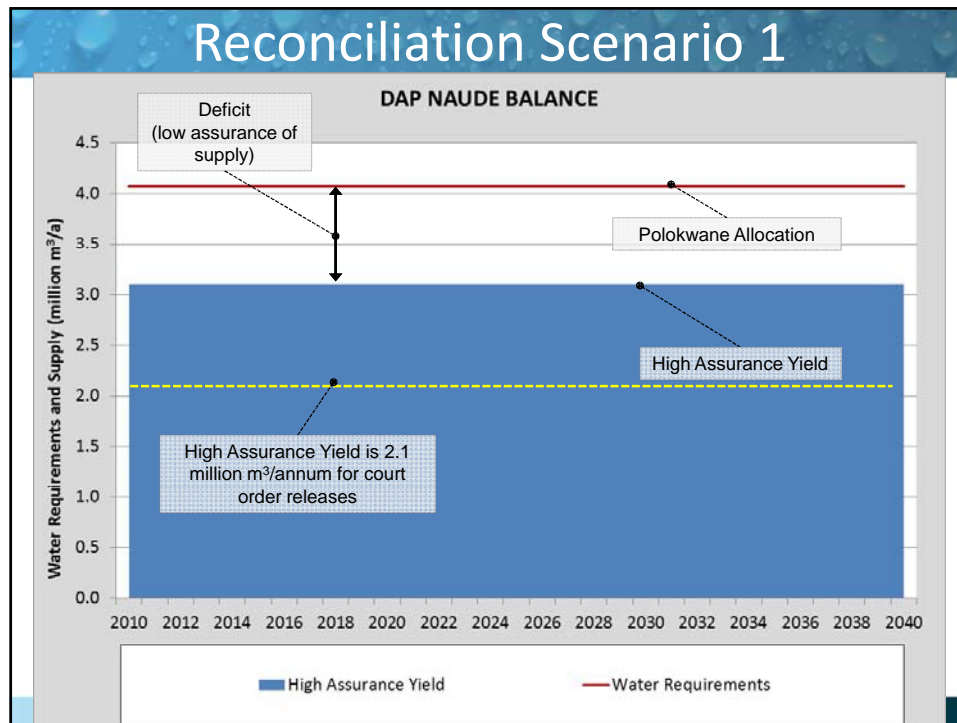 Reconciliation Scenario 1
DAP NAUDE BALANCE
Deficit
(low assurance of
supply)
Water Requirements and Supply (million m³/a)
4.5
4.0
3.5
3.0
2.5
2.0
1.5
1.0
0.5
0.0
Polokwane Allocation
High Assurance Yield
High Assurance Yield is 2.1
million m³/annum for court
order releases
2010 2012 2014 2016 2018 2020 2022 2024 2026 2028 2030 2032 2034 2036 2038 2040
High Assurance Yield
Water Requirements